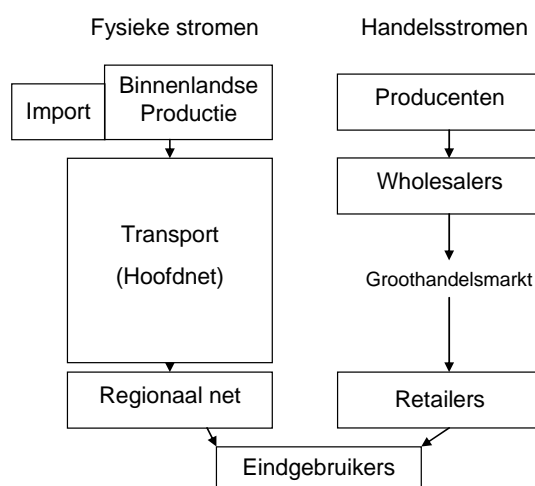 Fysieke stromen
Handelsstromen
Import
Binnenlandse
Productie
Producenten
Wholesalers
Transport
(Hoofdnet)
Groothandelsmarkt
Regionaal net
Retailers
Eindgebruikers